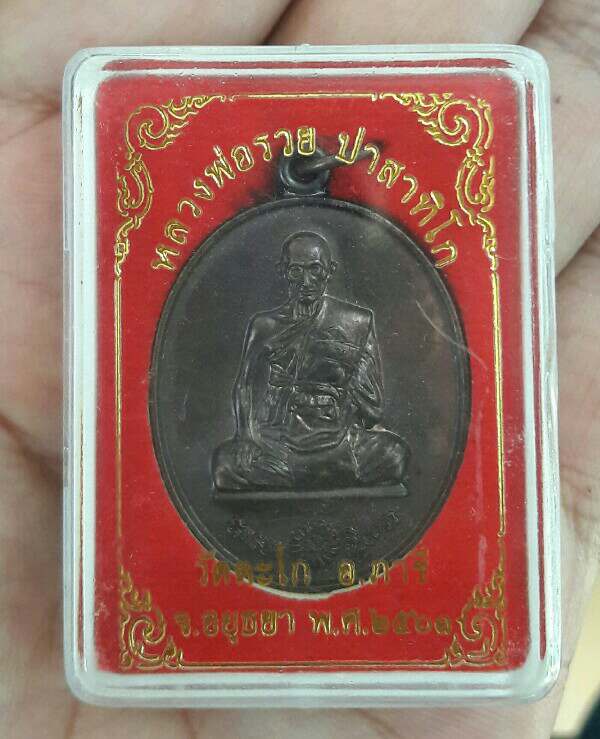 หลวงพ่อรวย ปาสาทิโก
วัดตะโก อ.ภาชี
จ.อยุธยา พ.ศ.๒๕๖๑